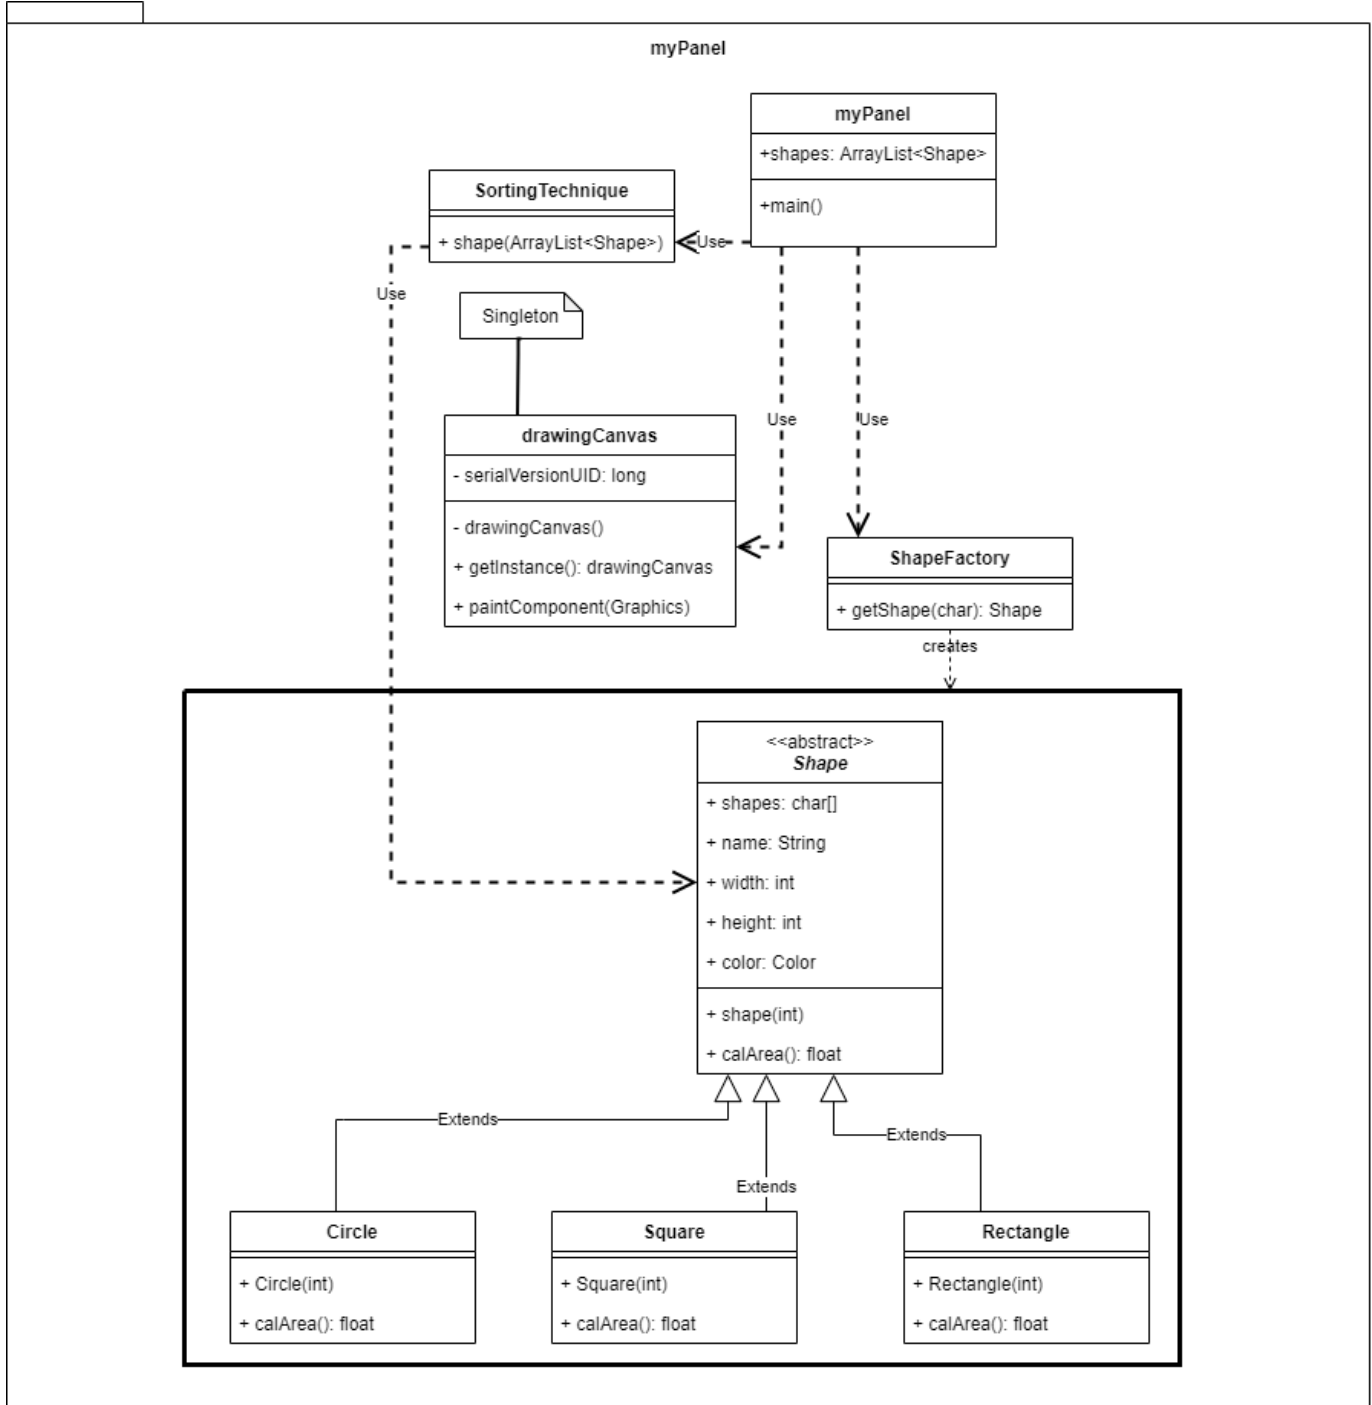 myPanel
myPanel
+shapes: ArrayList<Shape>
+main()
SortingTechnique
+ shape(ArrayList<Shape>)
Use
Use
Singleton
drawingCanvas
- serialVersionUID: long
- drawingCanvas()
+ getInstance(): drawingCanvas
+ paintComponent(Graphics)
Use
Use
ShapeFactory
+ getShape(char): Shape
creates
<<abstract>>
Shape
+ shapes: char[]
+ name: String
+ width: int
+ height: int
+ color: Color
+ shape(int)
+ calArea(): float
Extends
Extends
Extends
Circle
+ Circle(int)
+ calArea(): float
Square
+ Square(int)
+ calArea(): float
Rectangle
+ Rectangle(int)
+ calArea(): float